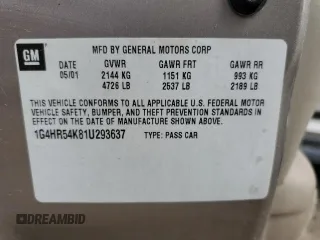 GM
MFD BY GENERAL MOTORS CORP
DATE GVWR GAWR FRT GAWR RR
05/01 2144 KG 1151 KG 993 KG
4726 LB 2537 LB 2189 LB
THIS VEHICLE CONFORMS TO ALL APPLICABLE U.S. FEDERAL MOTOR
VEHICLE SAFETY, BUMPER, AND THEFT PREVENTION STANDARDS IN
EFFECT ON THE DATE OF MANUFACTURE SHOWN ABOVE.
1G4HR54K81U293637 TYPE: PASS CAR
DREAMBID